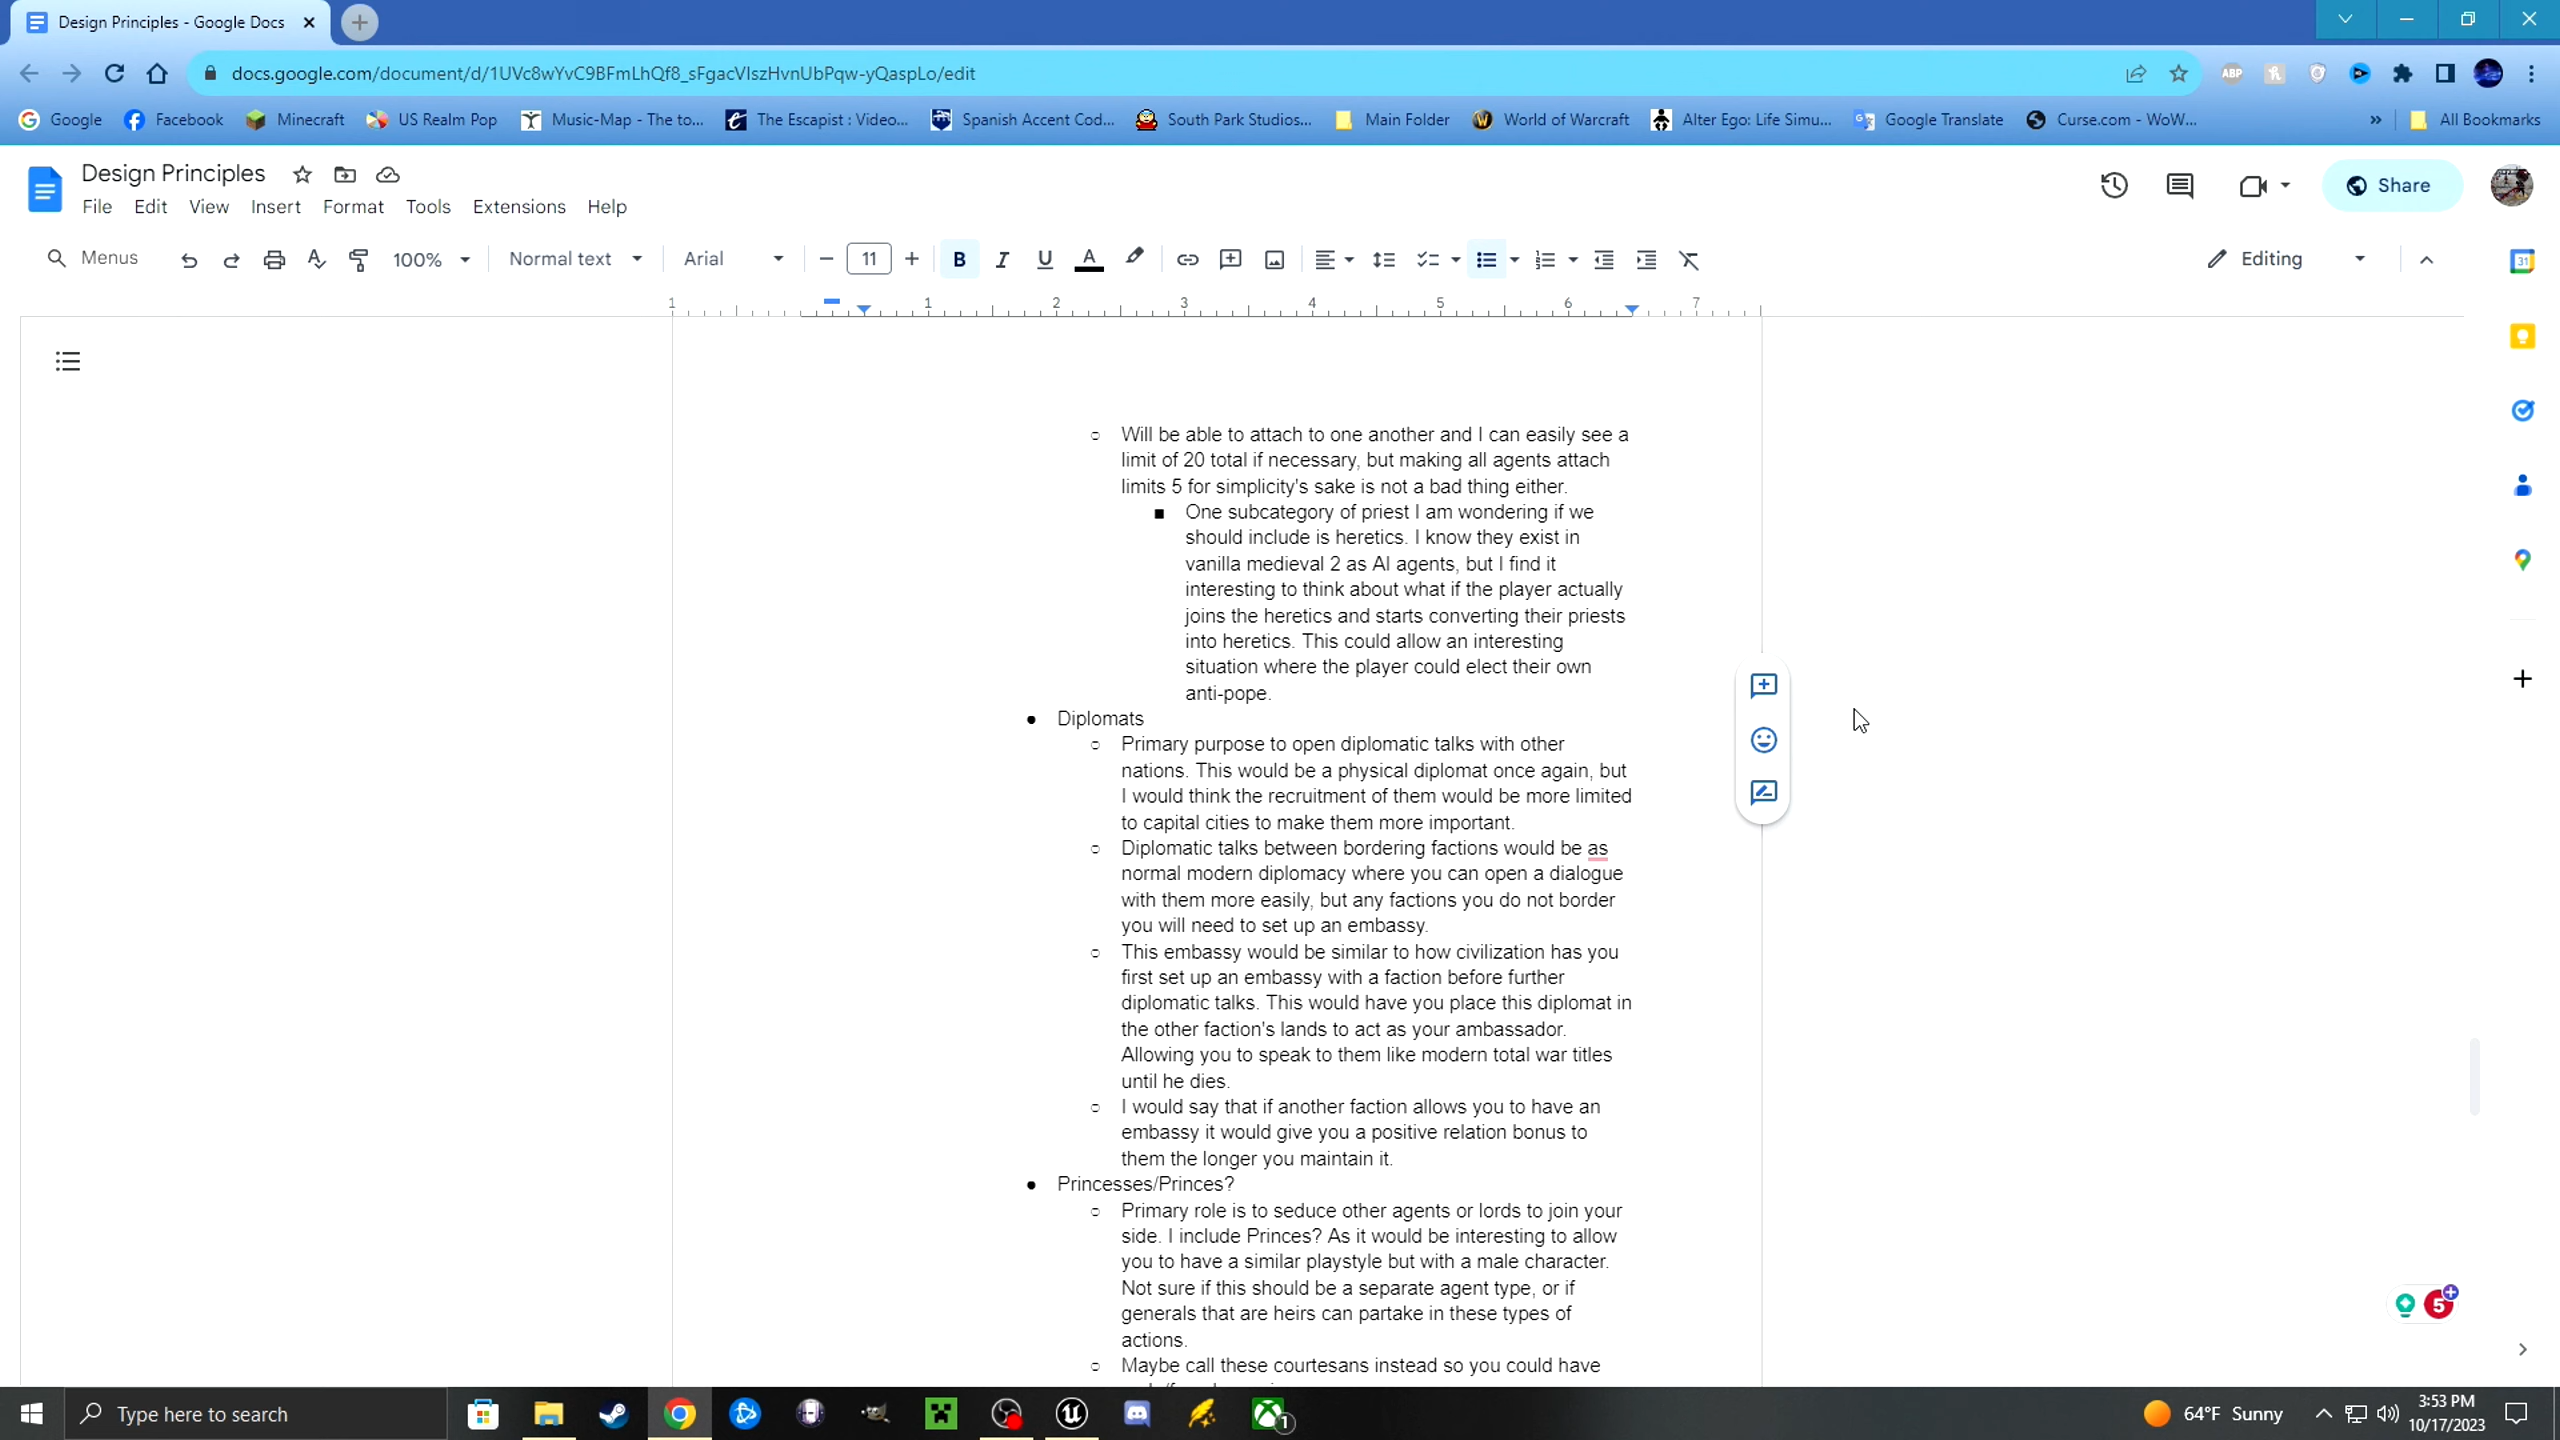 Design Principles - Google Docs
docs.google.com/document/d/1UVc8wYvC9BFmLhQf8_sFgacVIszHvnUbPqw-yQaspLo/edit
ABP
Google Facebook Minecraft US Realm Pop Music-Map - The to... The Escapist : Video... Spanish Accent Cod... South Park Studios... Main Folder World of Warcraft Alter Ego: Life Simu... Google Translate Curse.com - WoW... » All Bookmarks
Design Principles
File Edit View Insert Format Tools Extensions Help
Share
Menus 100% Normal text Arial 11 Editing
31
1 1 2 3 4 5 6 7
Will be able to attach to one another and I can easily see a
limit of 20 total if necessary, but making all agents attach
limits 5 for simplicity's sake is not a bad thing either.
One subcategory of priest I am wondering if we
should include is heretics. I know they exist in
vanilla medieval 2 as AI agents, but I find it
interesting to think about what if the player actually
joins the heretics and starts converting their priests
into heretics. This could allow an interesting
situation where the player could elect their own
anti-pope.
Diplomats
Primary purpose to open diplomatic talks with other
nations. This would be a physical diplomat once again, but
I would think the recruitment of them would be more limited
to capital cities to make them more important.
Diplomatic talks between bordering factions would be as
normal modern diplomacy where you can open a dialogue
with them more easily, but any factions you do not border
you will need to set up an embassy.
This embassy would be similar to how civilization has you
first set up an embassy with a faction before further
diplomatic talks. This would have you place this diplomat in
the other faction's lands to act as your ambassador.
Allowing you to speak to them like modern total war titles
until he dies.
I would say that if another faction allows you to have an
embassy it would give you a positive relation bonus to
them the longer you maintain it.
Princesses/Princes?
Primary role is to seduce other agents or lords to join your
side. I include Princes? As it would be interesting to allow
you to have a similar playstyle but with a male character.
Not sure if this should be a separate agent type, or if
generals that are heirs can partake in these types of
actions.
Maybe call these courtesans instead so you could have
5
Type here to search
1
64°F Sunny
3:53 PM
10/17/2023